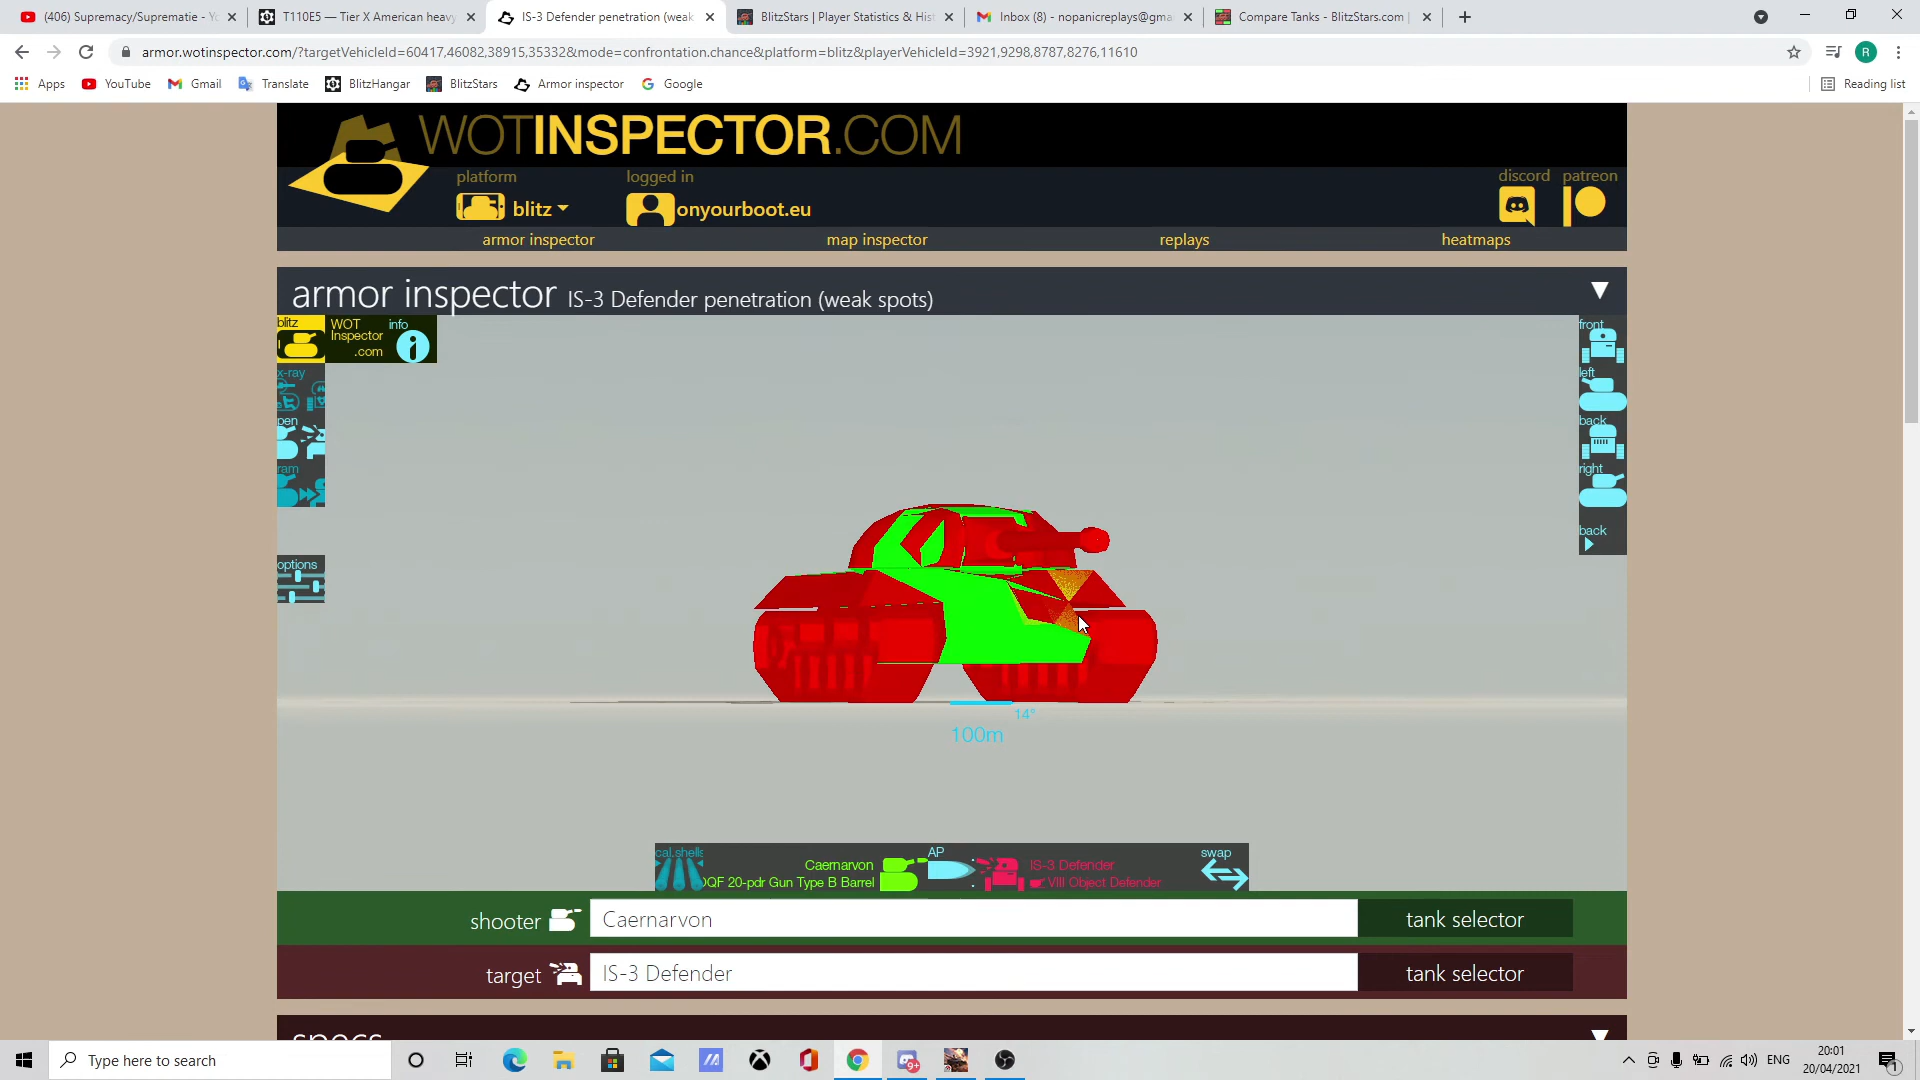 (406) Supremacy/Suprematie - Yo
T110E5 — Tier X American heavy
IS-3 Defender penetration (weak
BlitzStars | Player Statistics & His
Inbox (8) - nopanicreplays@gma
Compare Tanks - BlitzStars.com |
armor.wotinspector.com/?targetVehicleId=60417,46082,38915,35332&mode=confrontation.chance&platform=blitz&playerVehicleId=3921,9298,8787,8276,11610
R
Apps YouTube Gmail Translate BlitzHangar BlitzStars Armor inspector Google Reading list
WOTINSPECTOR.COM
platform logged in discord patreon
blitz onyourboot.eu
armor inspector map inspector replays heatmaps
armor inspector IS-3 Defender penetration (weak spots)
blitz WOT Inspector .com info
x-ray
pen
ram
options
front
left
back
right
back
14°
100m
cal.shells Caernarvon AP IS-3 Defender swap
OQF 20-pdr Gun Type B Barrel VIII Object Defender
shooter Caernarvon tank selector
target IS-3 Defender tank selector
specs
Type here to search
9+
ENG
20:01
20/04/2021
1